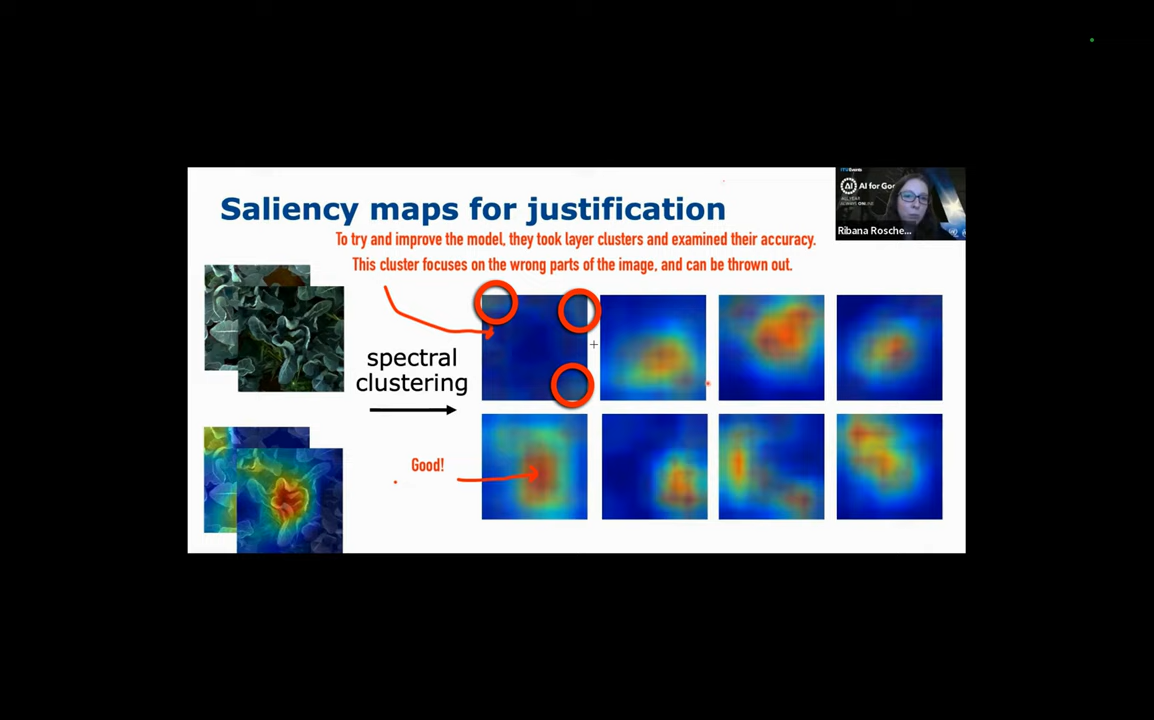 Saliency maps for justification
To try and improve the model, they took layer clusters and examined their accuracy.
This cluster focuses on the wrong parts of the image, and can be thrown out.
AI for Goo
AI
Ribana Rosche...
spectral
clustering
Good!